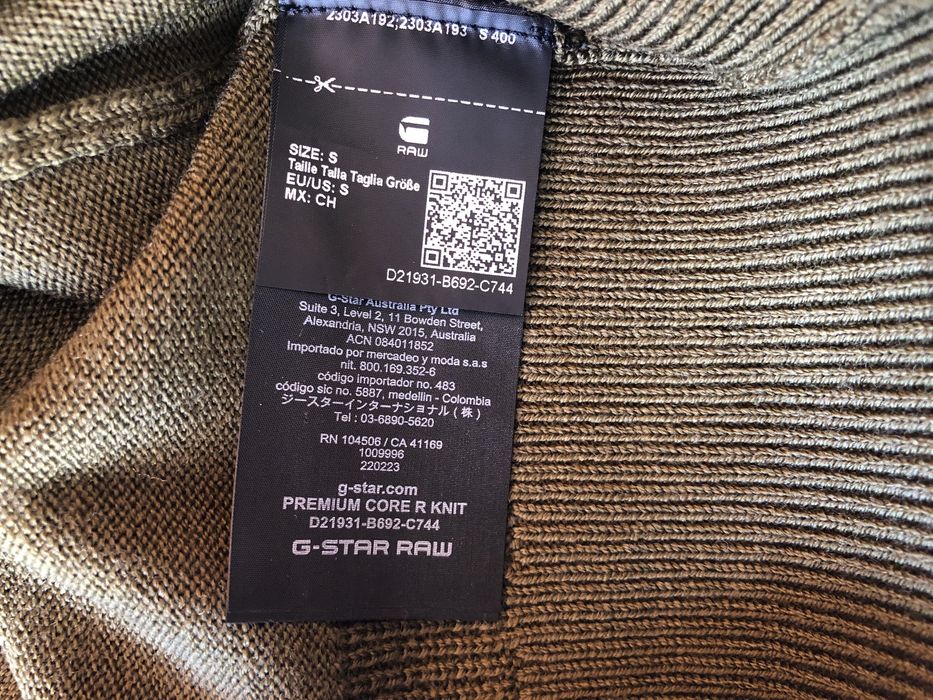 2303A192;2303A193 S 400
RAW
SIZE: S
Taille Talla Taglia Größe
EU/US: S
MX: CH
D21931-B692-C744
G-Star Australia Pty Ltd
Suite 3, Level 2, 11 Bowden Street,
Alexandria, NSW 2015, Australia
ACN 084011852
Importado por mercadeo y moda s.a.s
nit. 800.169.352-6
código importador no. 483
código sic no. 5887, medellin - Colombia
ジースターインターナショナル（株）
Tel : 03-6890-5620
RN 104506 / CA 41169
1009996
220223
g-star.com
PREMIUM CORE R KNIT
D21931-B692-C744
G-STAR RAW